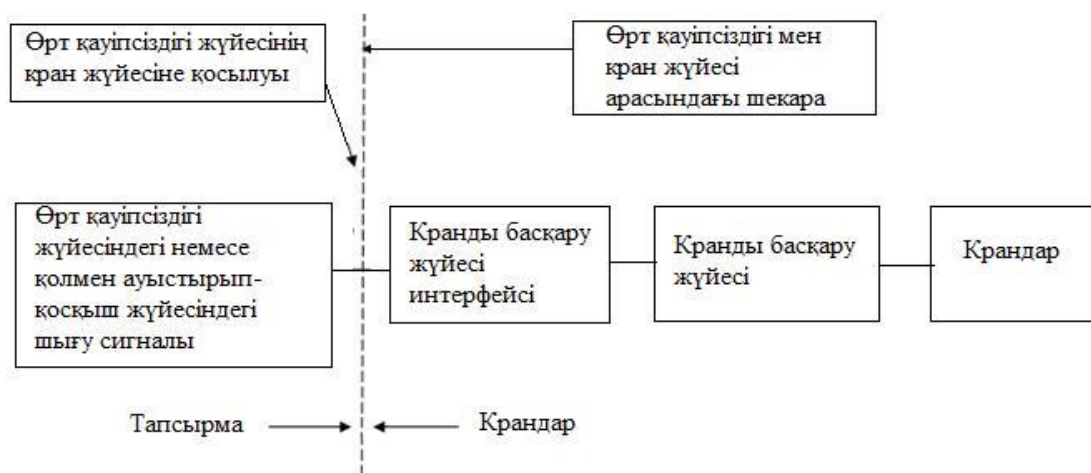 Өрт қауіпсіздігі жүйесінің
кран жүйесіне қосылуы
Өрт қауіпсіздігі мен
кран жүйесі
арасындағы шекара
Өрт қауіпсіздігі
жүйесіндегі немесе
қолмен ауыстырып-
қосқыш жүйесіндегі
шығу сигналы
Кранды басқару
жүйесі
интерфейсі
Кранды басқару
жүйесі
Крандар
Тапсырма
Крандар